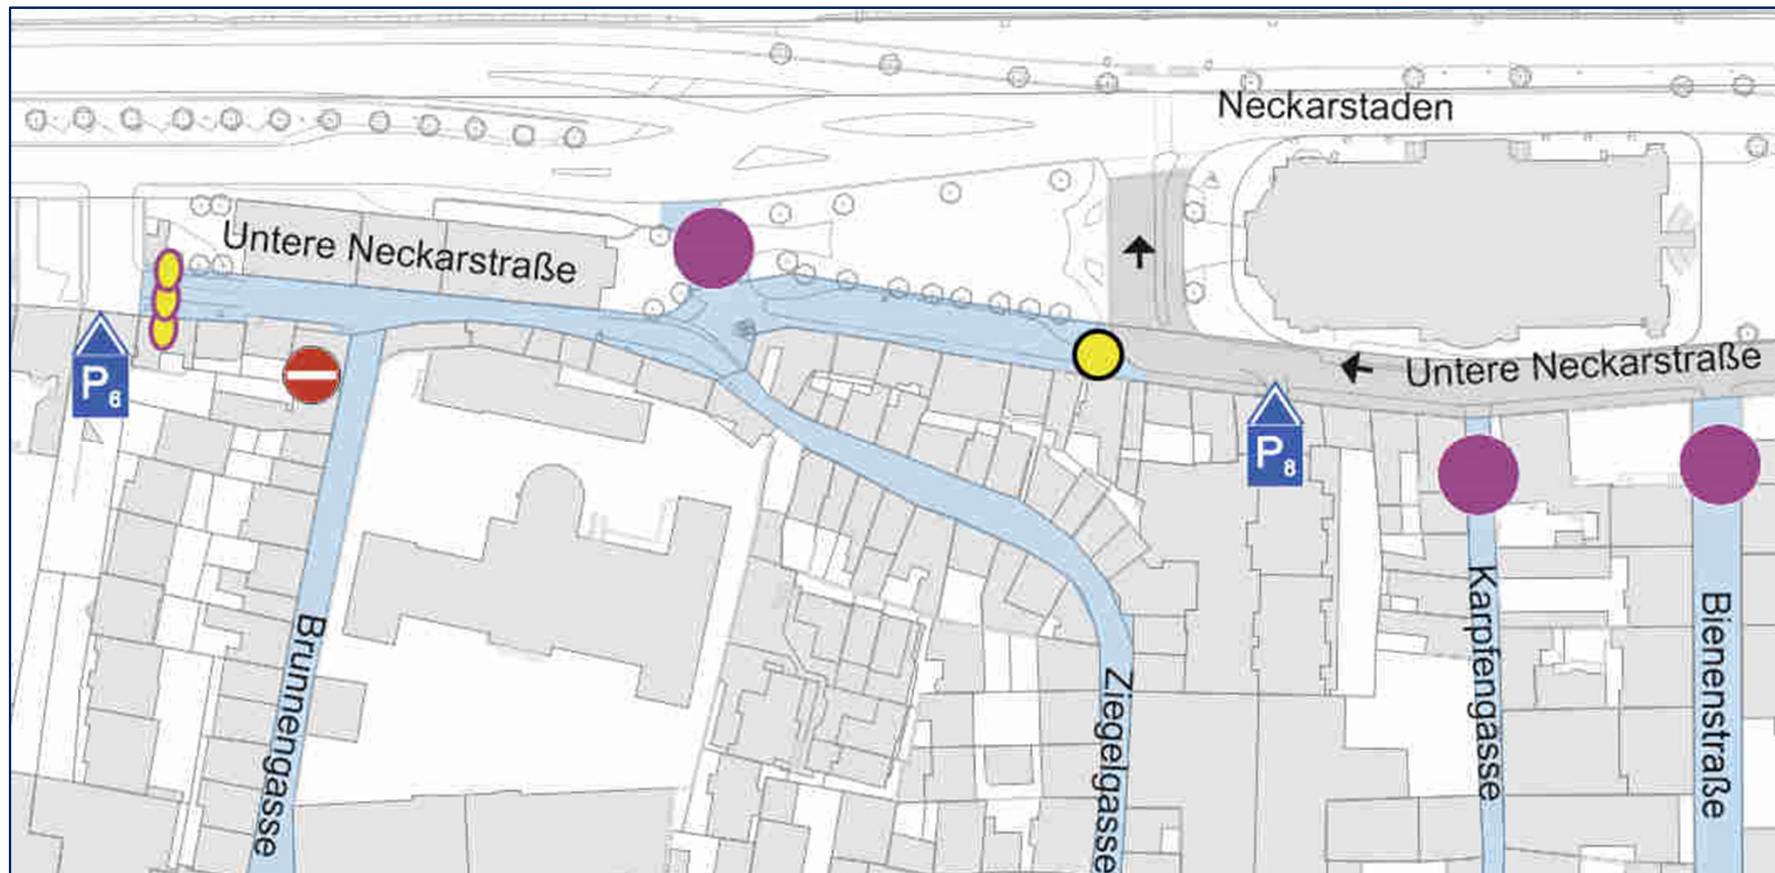 Neckarstaden
Untere Neckarstraße
Untere Neckarstraße
P6
P8
Brunnengasse
Ziegelgasse
Karpfengasse
Bienenstraße